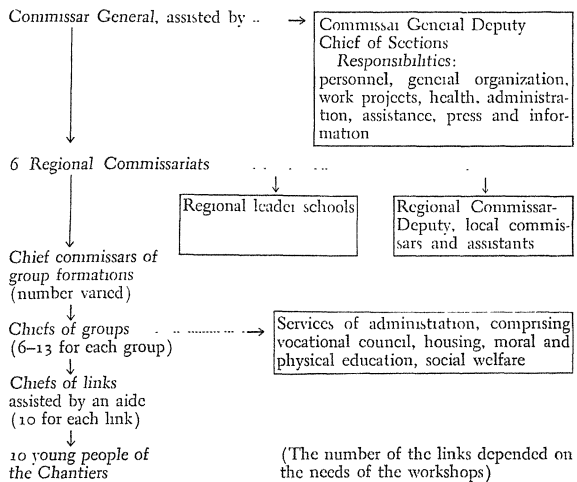 Commissar General, assisted by ..
Commissar General Deputy
Chief of Sections
Responsibilities:
personnel, general organization,
work projects, health, administra-
tion, assistance, press and infor-
mation
6 Regional Commissariats
Regional leader schools
Regional Commissar-
Deputy, local commis-
sars and assistants
Chief commissars of
group formations
(number varied)
Chiefs of groups
(6–13 for each group)
Services of administration, comprising
vocational council, housing, moral and
physical education, social welfare
Chiefs of links
assisted by an aide
(10 for each link)
10 young people of
the Chantiers
(The number of the links depended on
the needs of the workshops)